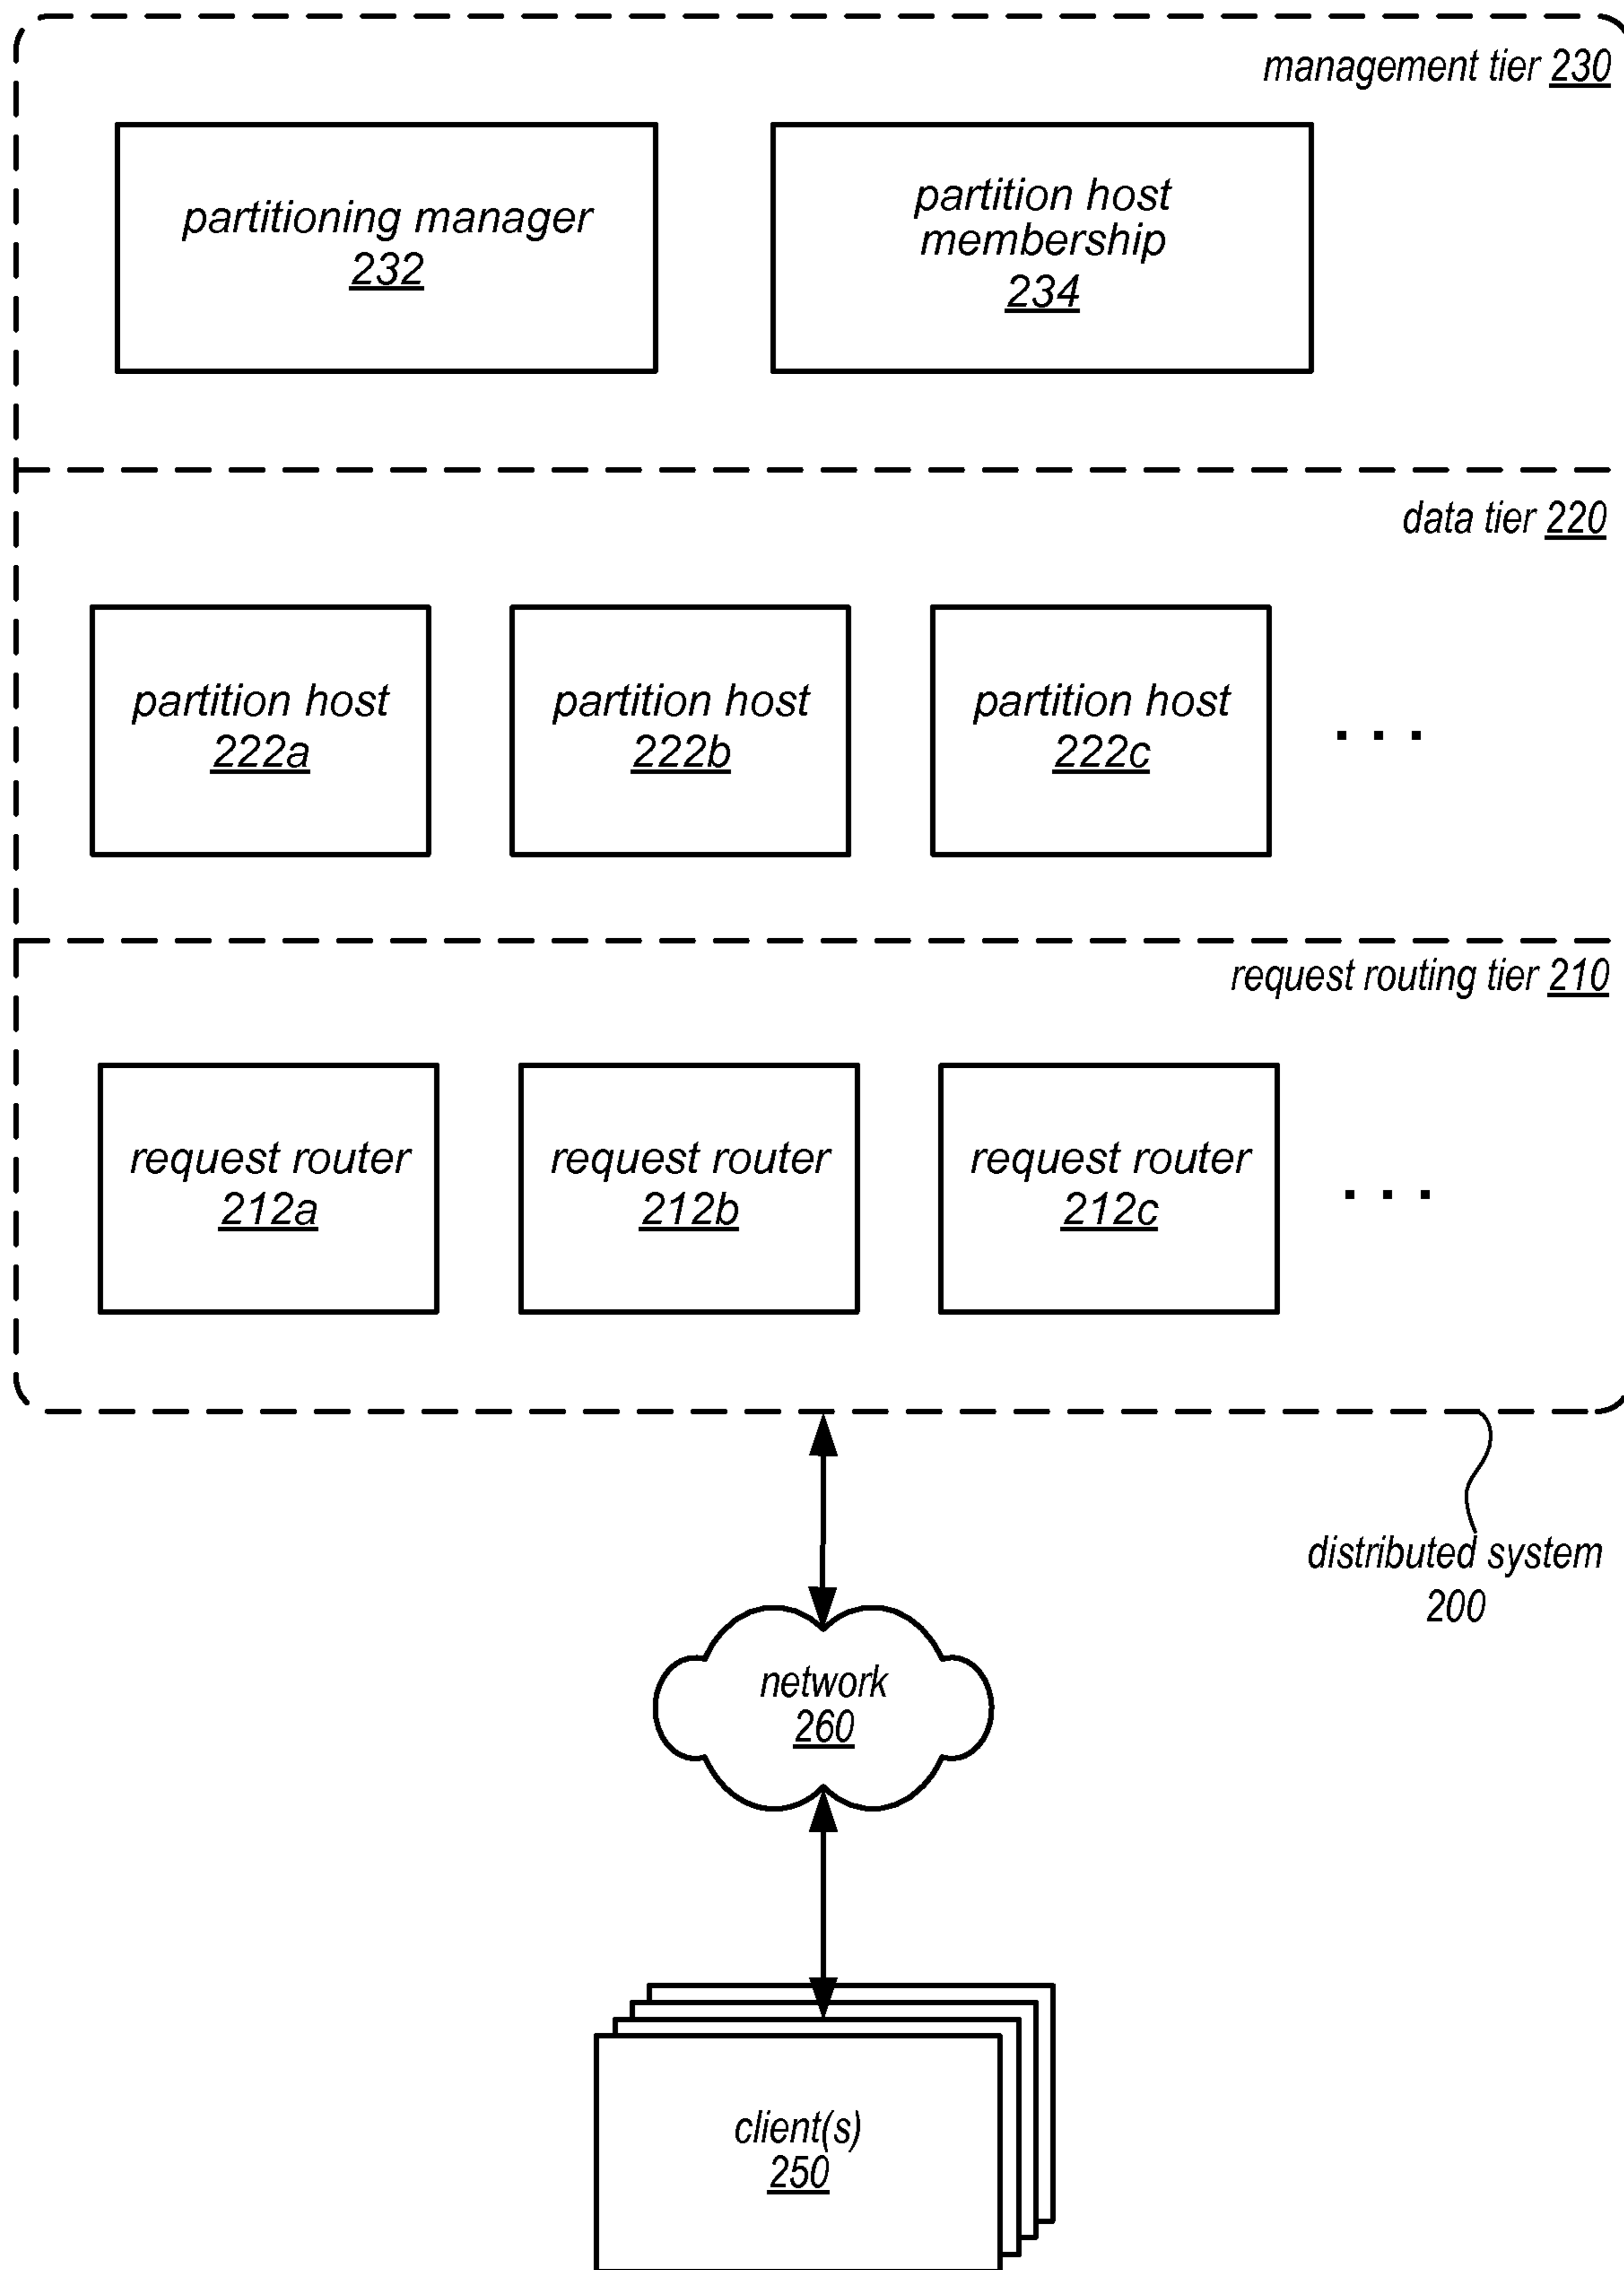 management tier 230
partitioning manager
232
partition host
membership
234
data tier 220
partition host
222a
partition host
222b
partition host
222c
. . .
request routing tier 210
request router
212a
request router
212b
request router
212c
. . .
distributed system
200
network
260
client(s)
250